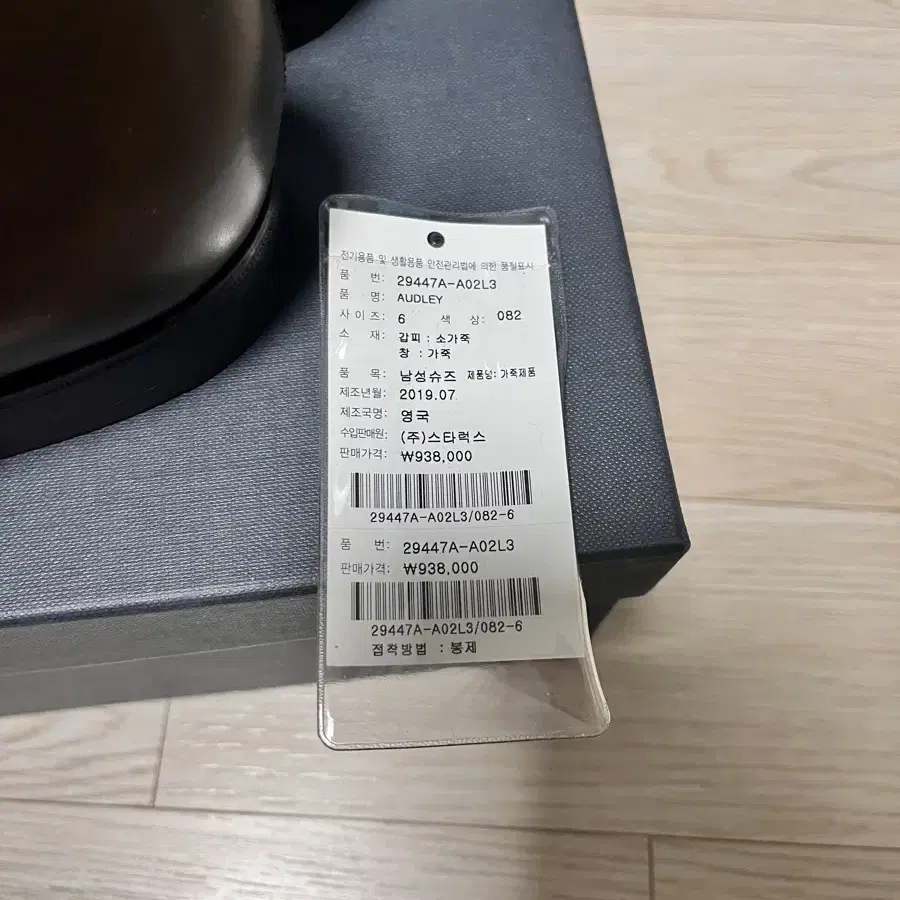 전기용품 및 생활용품 안전관리법에 의한 품질표시
품 번: 29447A-A02L3
품 명: AUDLEY
사이즈: 6 색 상: 082
소 재: 갑피 : 소가죽
창 : 가죽
품 목: 남성슈즈 제품넝: 가죽제품
제조년월: 2019.07
제조국명: 영국
수입판매원: (주)스타럭스
판매가격: ₩938,000
29447A-A02L3/082-6
품 번: 29447A-A02L3
판매가격: ₩938,000
29447A-A02L3/082-6
접착방법 : 봉제